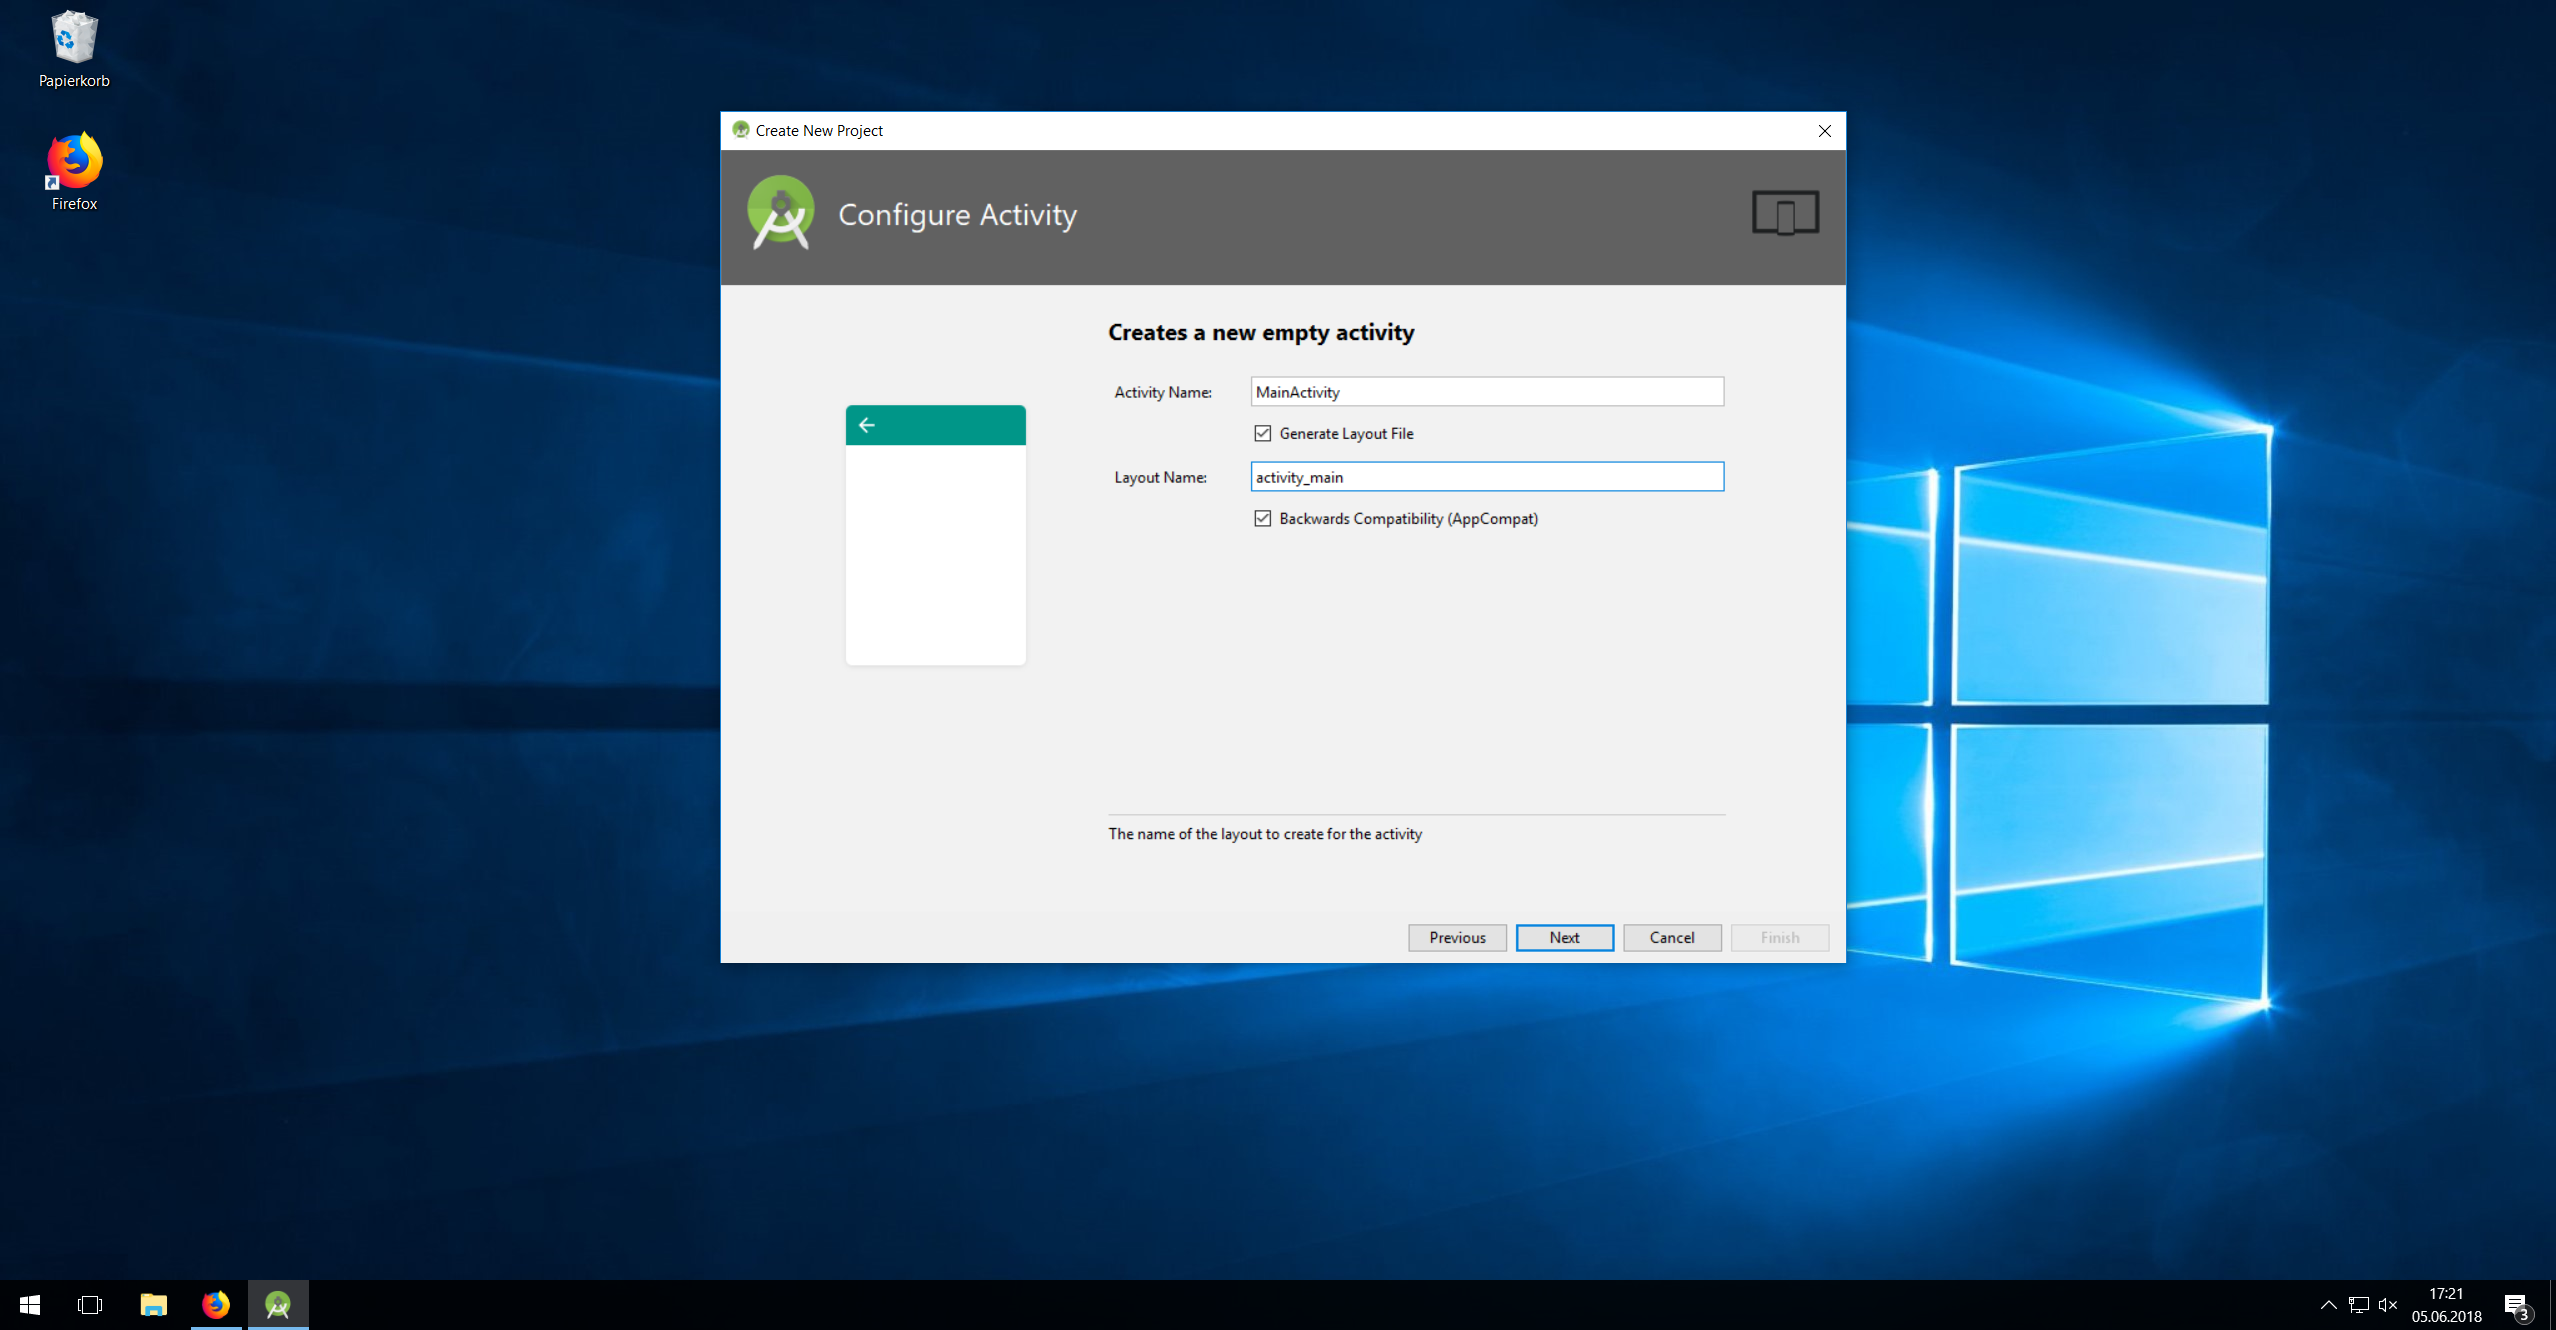 Papierkorb
Firefox
Create New Project
Configure Activity
Creates a new empty activity
Activity Name: MainActivity
Generate Layout File
Layout Name: activity_main
Backwards Compatibility (AppCompat)
The name of the layout to create for the activity
Previous Next Cancel Finish
17:21
05.06.2018
3